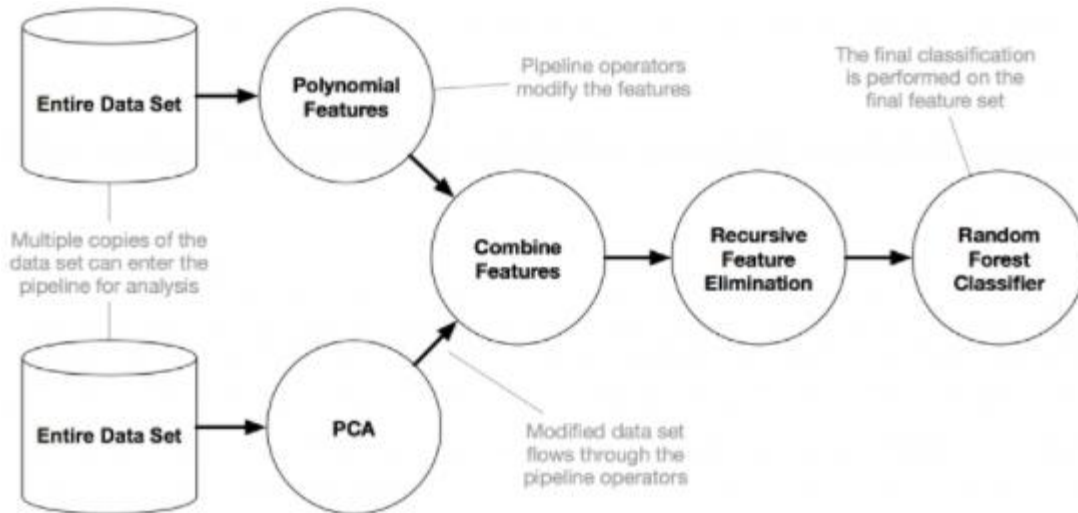 Entire Data Set
Polynomial
Features
Pipeline operators
modify the features
The final classification
is performed on the
final feature set
Multiple copies of the
data set can enter the
pipeline for analysis
Combine
Features
Recursive
Feature
Elimination
Random
Forest
Classifier
Entire Data Set
PCA
Modified data set
flows through the
pipeline operators